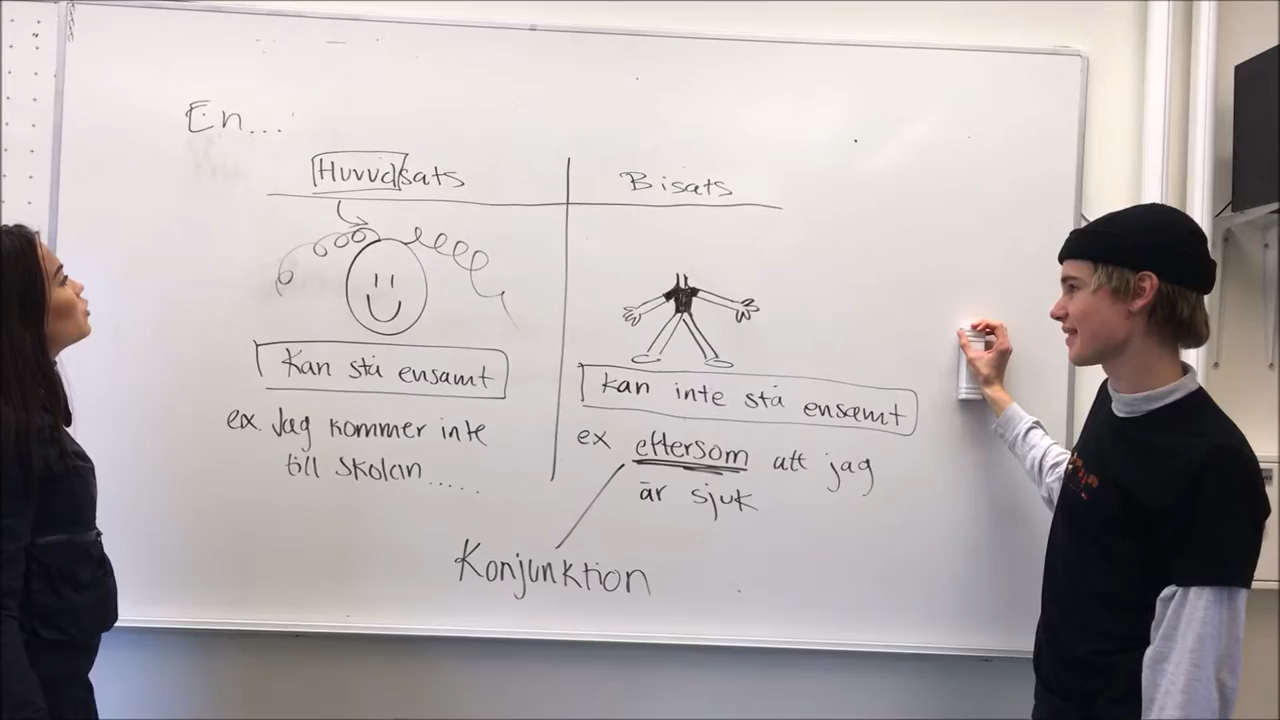 En...
Huvudsats
Bisats
Kan stå ensamt
kan inte stå ensamt
ex. Jag kommer inte
till skolan.....
ex eftersom att jag
är sjuk
Konjunktion